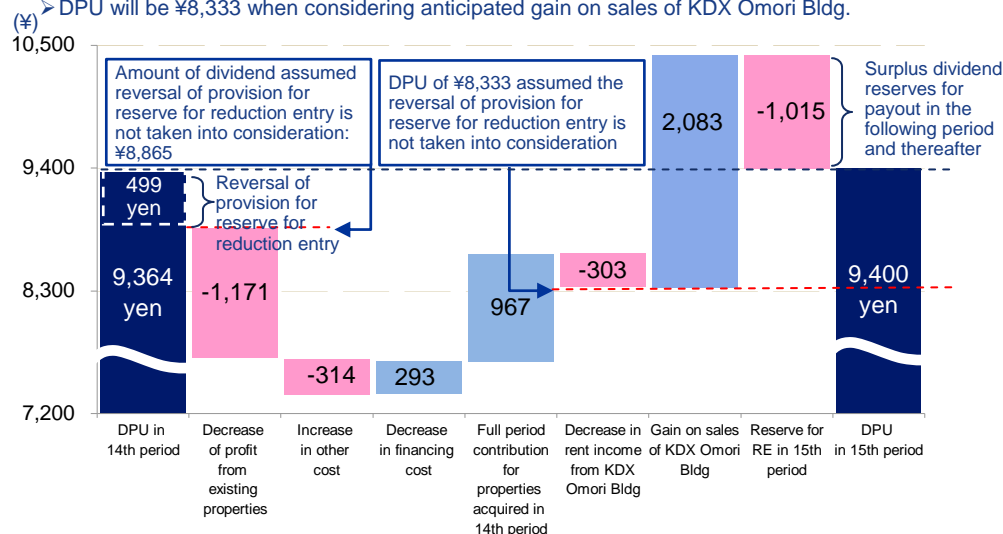 ➢ DPU will be ¥8,333 when considering anticipated gain on sales of KDX Omori Bldg.
(¥)
10,500
9,400
8,300
7,200
Amount of dividend assumed
reversal of provision for
reserve for reduction entry is
not taken into consideration:
¥8,865
DPU of ¥8,333 assumed the
reversal of provision for
reserve for reduction entry is
not taken into consideration
Surplus dividend
reserves for
payout in the
following period
and thereafter
499
yen
Reversal of
provision for
reserve for
reduction entry
9,364
yen
-1,171
-314
293
967
-303
2,083
-1,015
9,400
yen
DPU in
14th period
Decrease
of profit
from
existing
properties
Increase
in other
cost
Decrease
in financing
cost
Full period
contribution
for
properties
acquired in
14th period
Decrease in
rent income
from KDX
Omori Bldg
Gain on sales
of KDX Omori
Bldg
Reserve for
RE in 15th
period
DPU
in 15th period